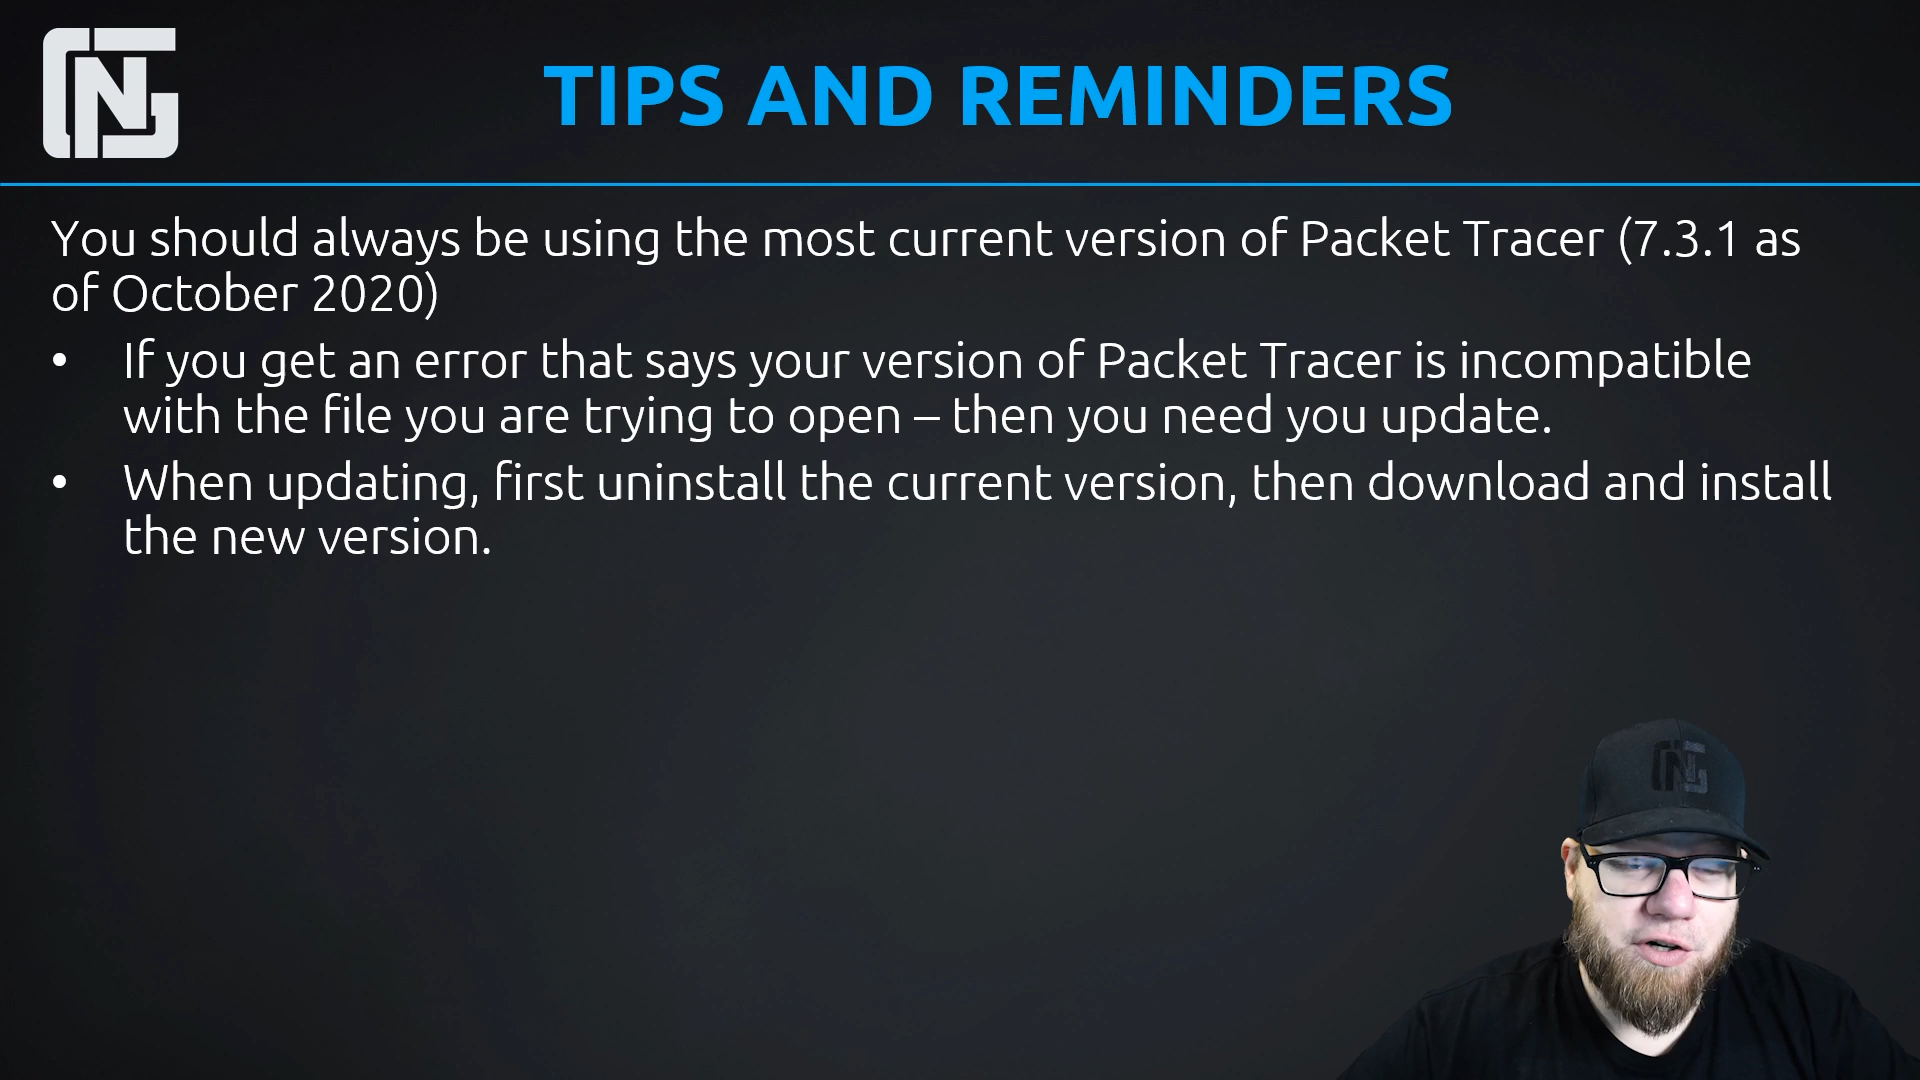 TIPS AND REMINDERS
You should always be using the most current version of Packet Tracer (7.3.1 as
of October 2020)
• If you get an error that says your version of Packet Tracer is incompatible
with the file you are trying to open – then you need you update.
• When updating, first uninstall the current version, then download and install
the new version.